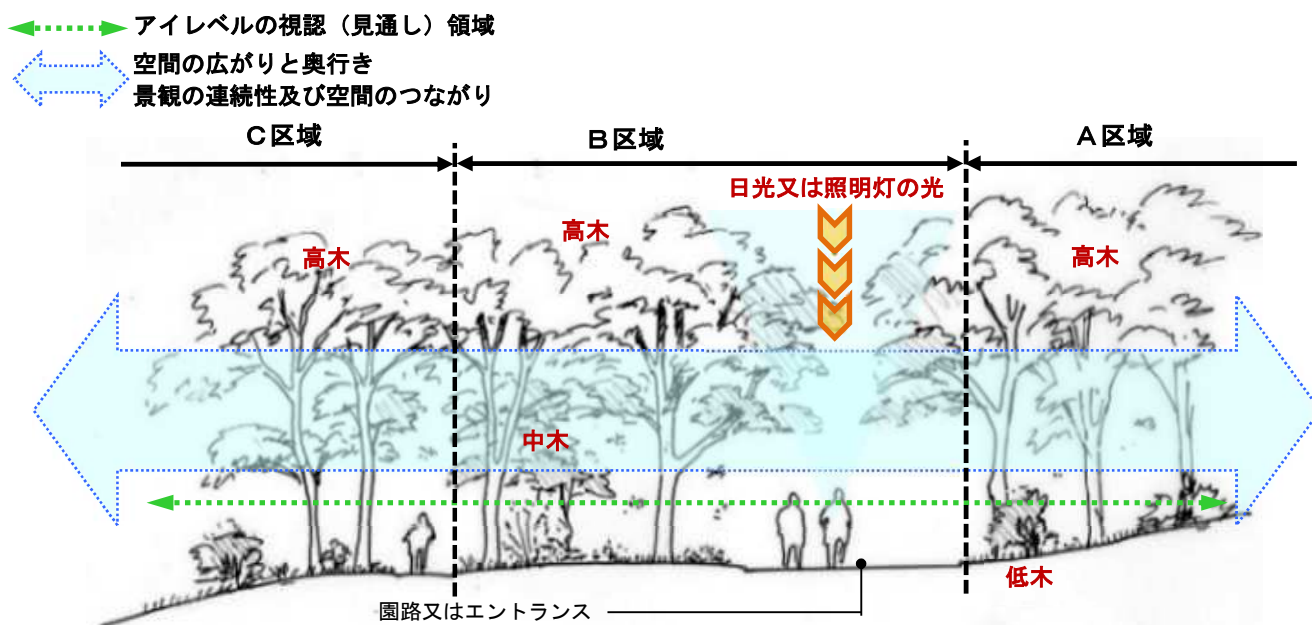 アイレベルの視認（見通し）領域
空間の広がりと奥行き
景観の連続性及び空間のつながり
C区域
B区域
A区域
日光又は照明灯の光
高木
高木
高木
中木
低木
園路又はエントランス